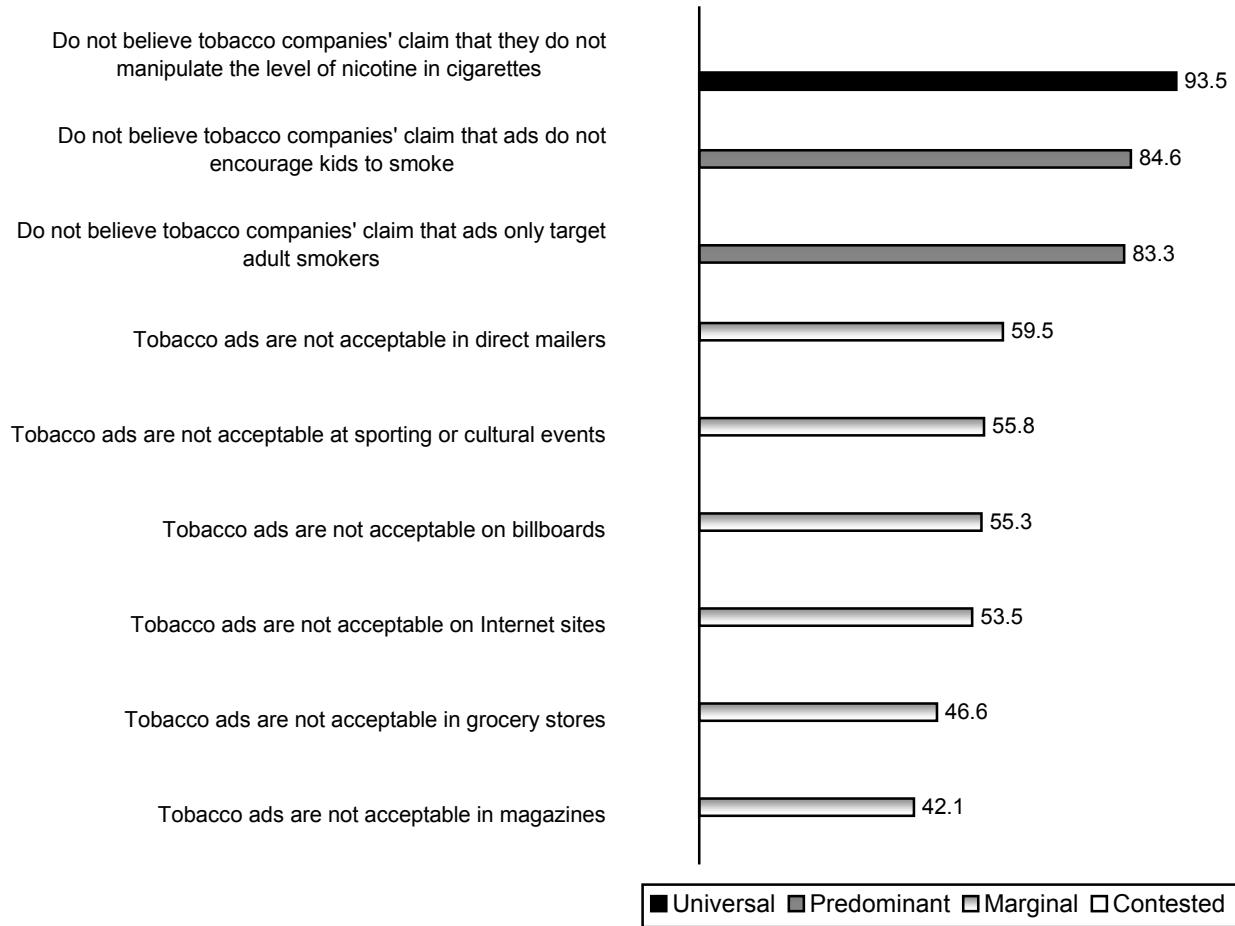 Do not believe tobacco companies' claim that they do not
manipulate the level of nicotine in cigarettes
93.5
Do not believe tobacco companies' claim that ads do not
encourage kids to smoke
84.6
Do not believe tobacco companies' claim that ads only target
adult smokers
83.3
Tobacco ads are not acceptable in direct mailers
59.5
Tobacco ads are not acceptable at sporting or cultural events
55.8
Tobacco ads are not acceptable on billboards
55.3
Tobacco ads are not acceptable on Internet sites
53.5
Tobacco ads are not acceptable in grocery stores
46.6
Tobacco ads are not acceptable in magazines
42.1
Universal Predominant Marginal Contested